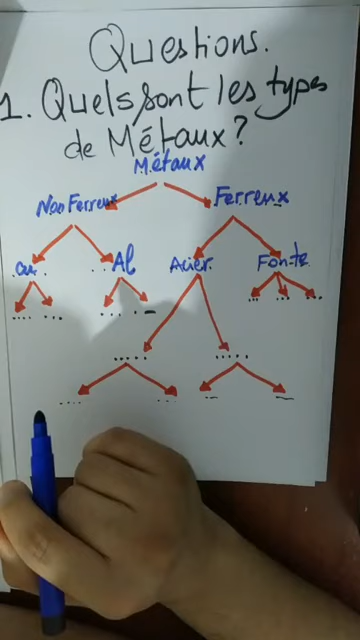 Questions.
1. Quels sont les types
de Métaux?
Métaux
Non Ferreux Ferreux
Cu Al Acier Fonte